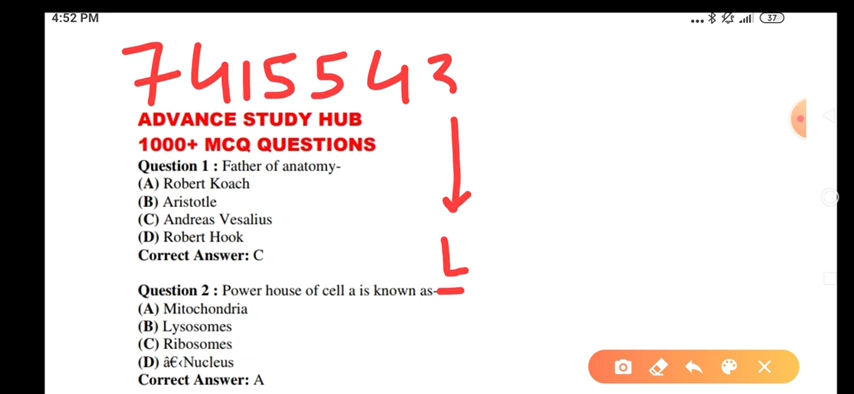 4:52 PM
37
7415543
ADVANCE STUDY HUB
1000+ MCQ QUESTIONS
Question 1 : Father of anatomy-
(A) Robert Koach
(B) Aristotle
(C) Andreas Vesalius
(D) Robert Hook
Correct Answer: C
L
Question 2 : Power house of cell a is known as-
(A) Mitochondria
(B) Lysosomes
(C) Ribosomes
(D) â€‹Nucleus
Correct Answer: A